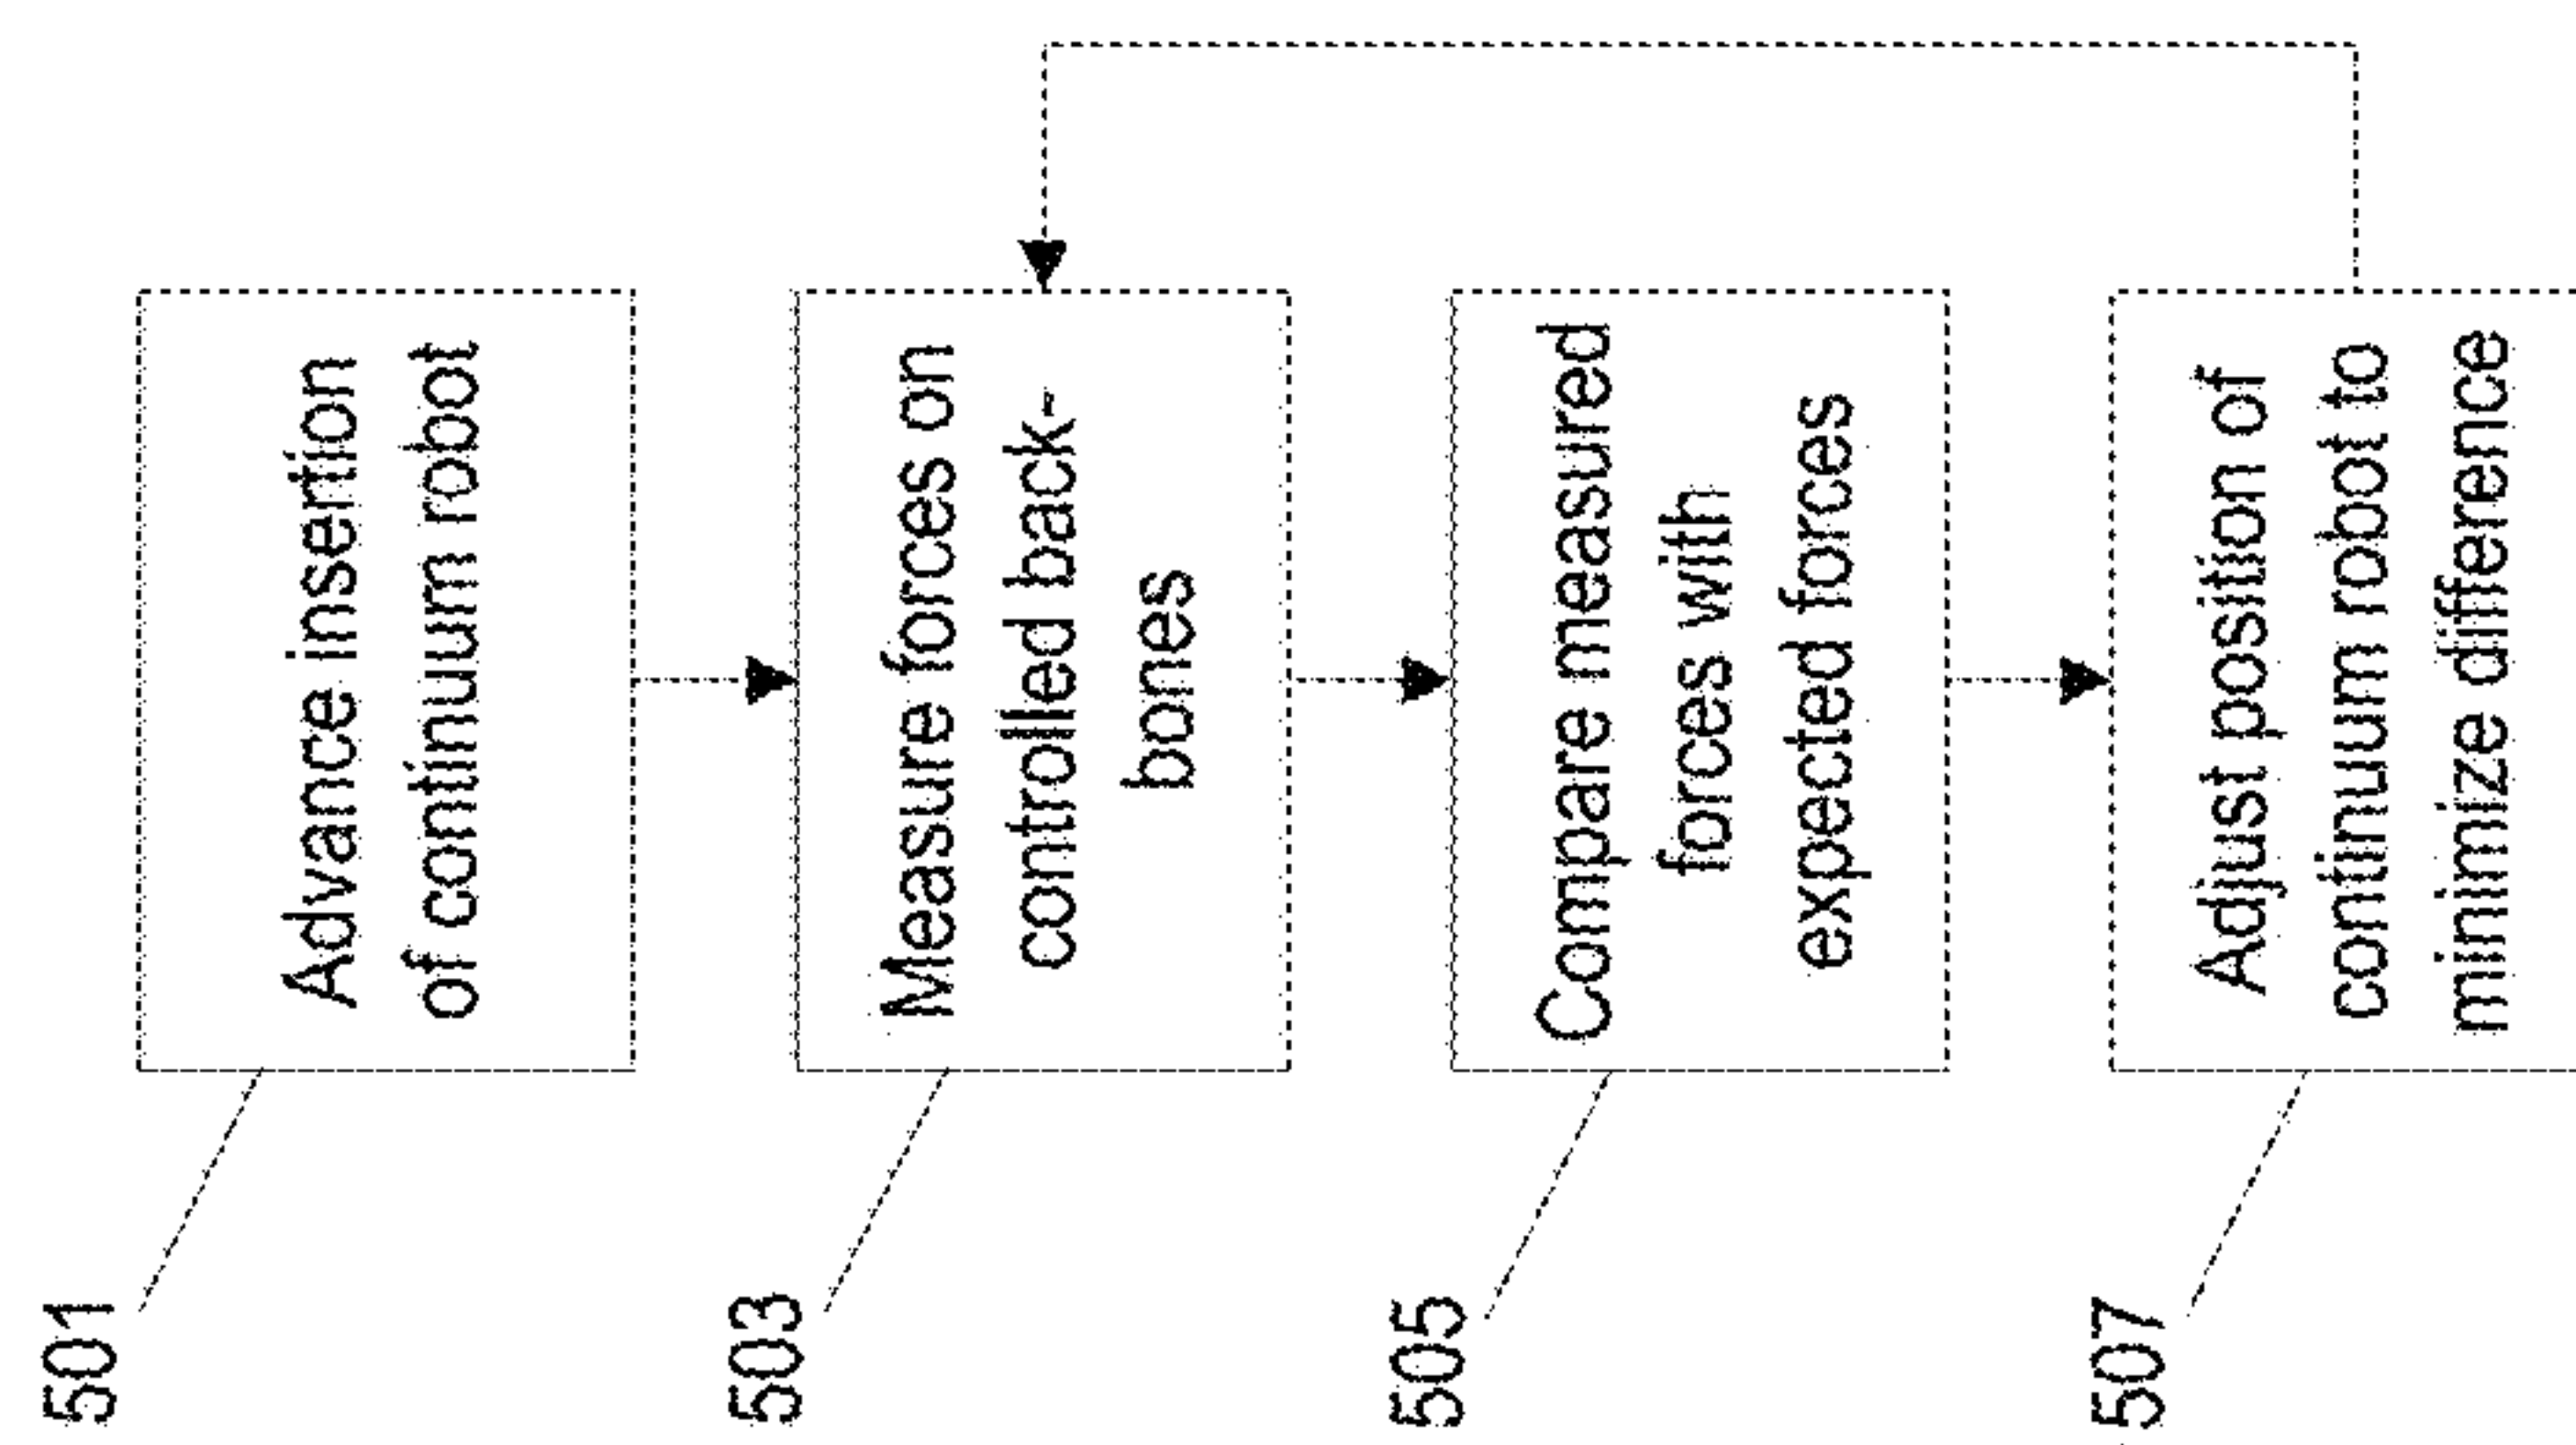 501
Advance insertion
of continuum robot
503
Measure forces on
controlled back-
bones
505
Compare measured
forces with
expected forces
507
Adjust position of
continuum robot to
minimize difference